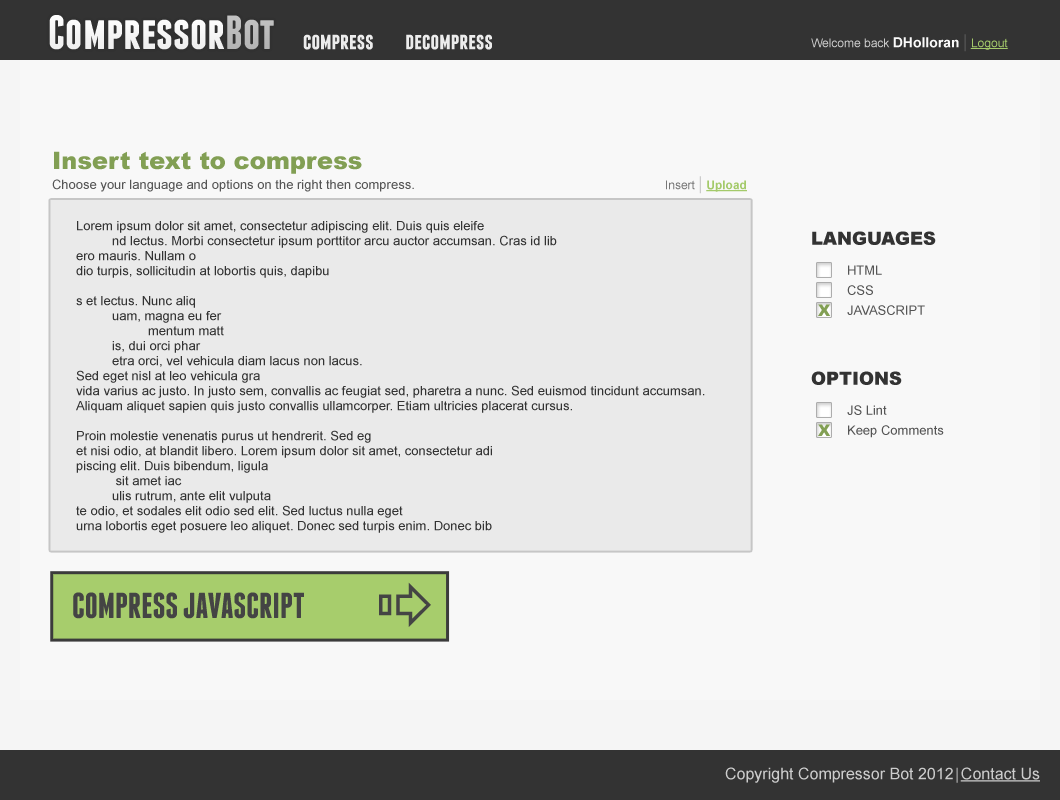 COMPRESSORBOT COMPRESS DECOMPRESS Welcome back DHolloran Logout
Insert text to compress
Choose your language and options on the right then compress. Insert Upload
Lorem ipsum dolor sit amet, consectetur adipiscing elit. Duis quis eleife
nd lectus. Morbi consectetur ipsum porttitor arcu auctor accumsan. Cras id lib
ero mauris. Nullam o
dio turpis, sollicitudin at lobortis quis, dapibu
s et lectus. Nunc aliq
uam, magna eu fer
mentum matt
is, dui orci phar
etra orci, vel vehicula diam lacus non lacus.
Sed eget nisl at leo vehicula gra
vida varius ac justo. In justo sem, convallis ac feugiat sed, pharetra a nunc. Sed euismod tincidunt accumsan.
Aliquam aliquet sapien quis justo convallis ullamcorper. Etiam ultricies placerat cursus.
Proin molestie venenatis purus ut hendrerit. Sed eg
et nisi odio, at blandit libero. Lorem ipsum dolor sit amet, consectetur adi
piscing elit. Duis bibendum, ligula
sit amet iac
ulis rutrum, ante elit vulputa
te odio, et sodales elit odio sed elit. Sed luctus nulla eget
urna lobortis eget posuere leo aliquet. Donec sed turpis enim. Donec bib
LANGUAGES
HTML
CSS
JAVASCRIPT
OPTIONS
JS Lint
Keep Comments
COMPRESS JAVASCRIPT
Copyright Compressor Bot 2012|Contact Us